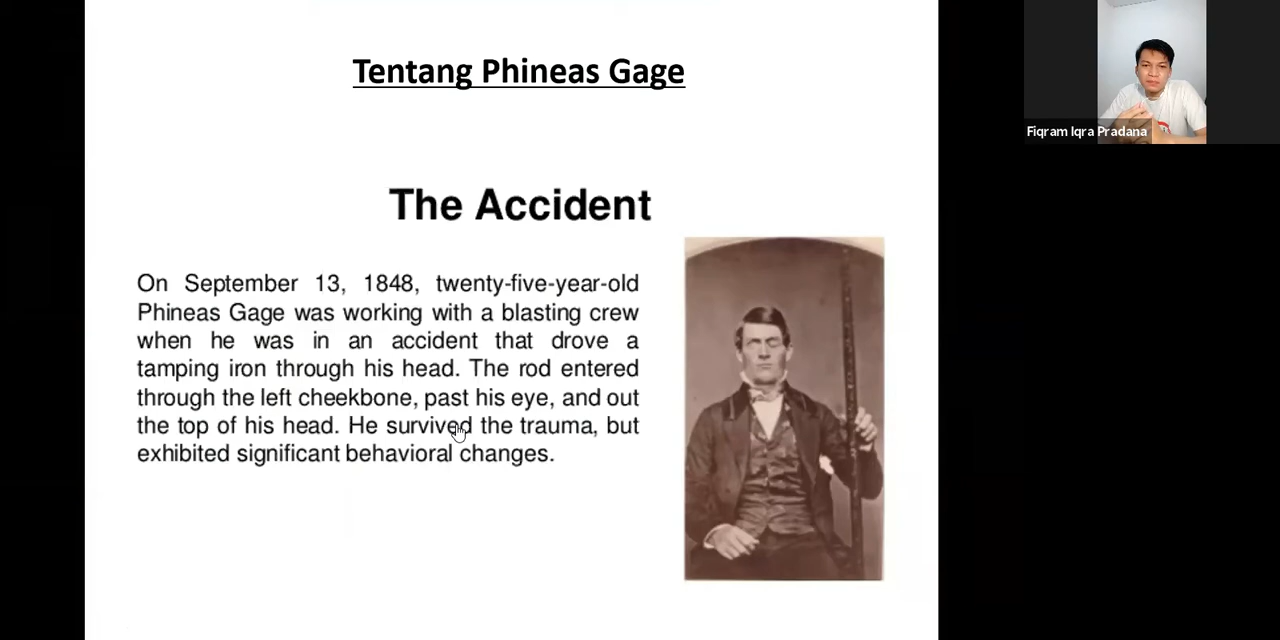 Tentang Phineas Gage
The Accident
On September 13, 1848, twenty-five-year-old
Phineas Gage was working with a blasting crew
when he was in an accident that drove a
tamping iron through his head. The rod entered
through the left cheekbone, past his eye, and out
the top of his head. He survived the trauma, but
exhibited significant behavioral changes.
Fiqram Iqra Pradana